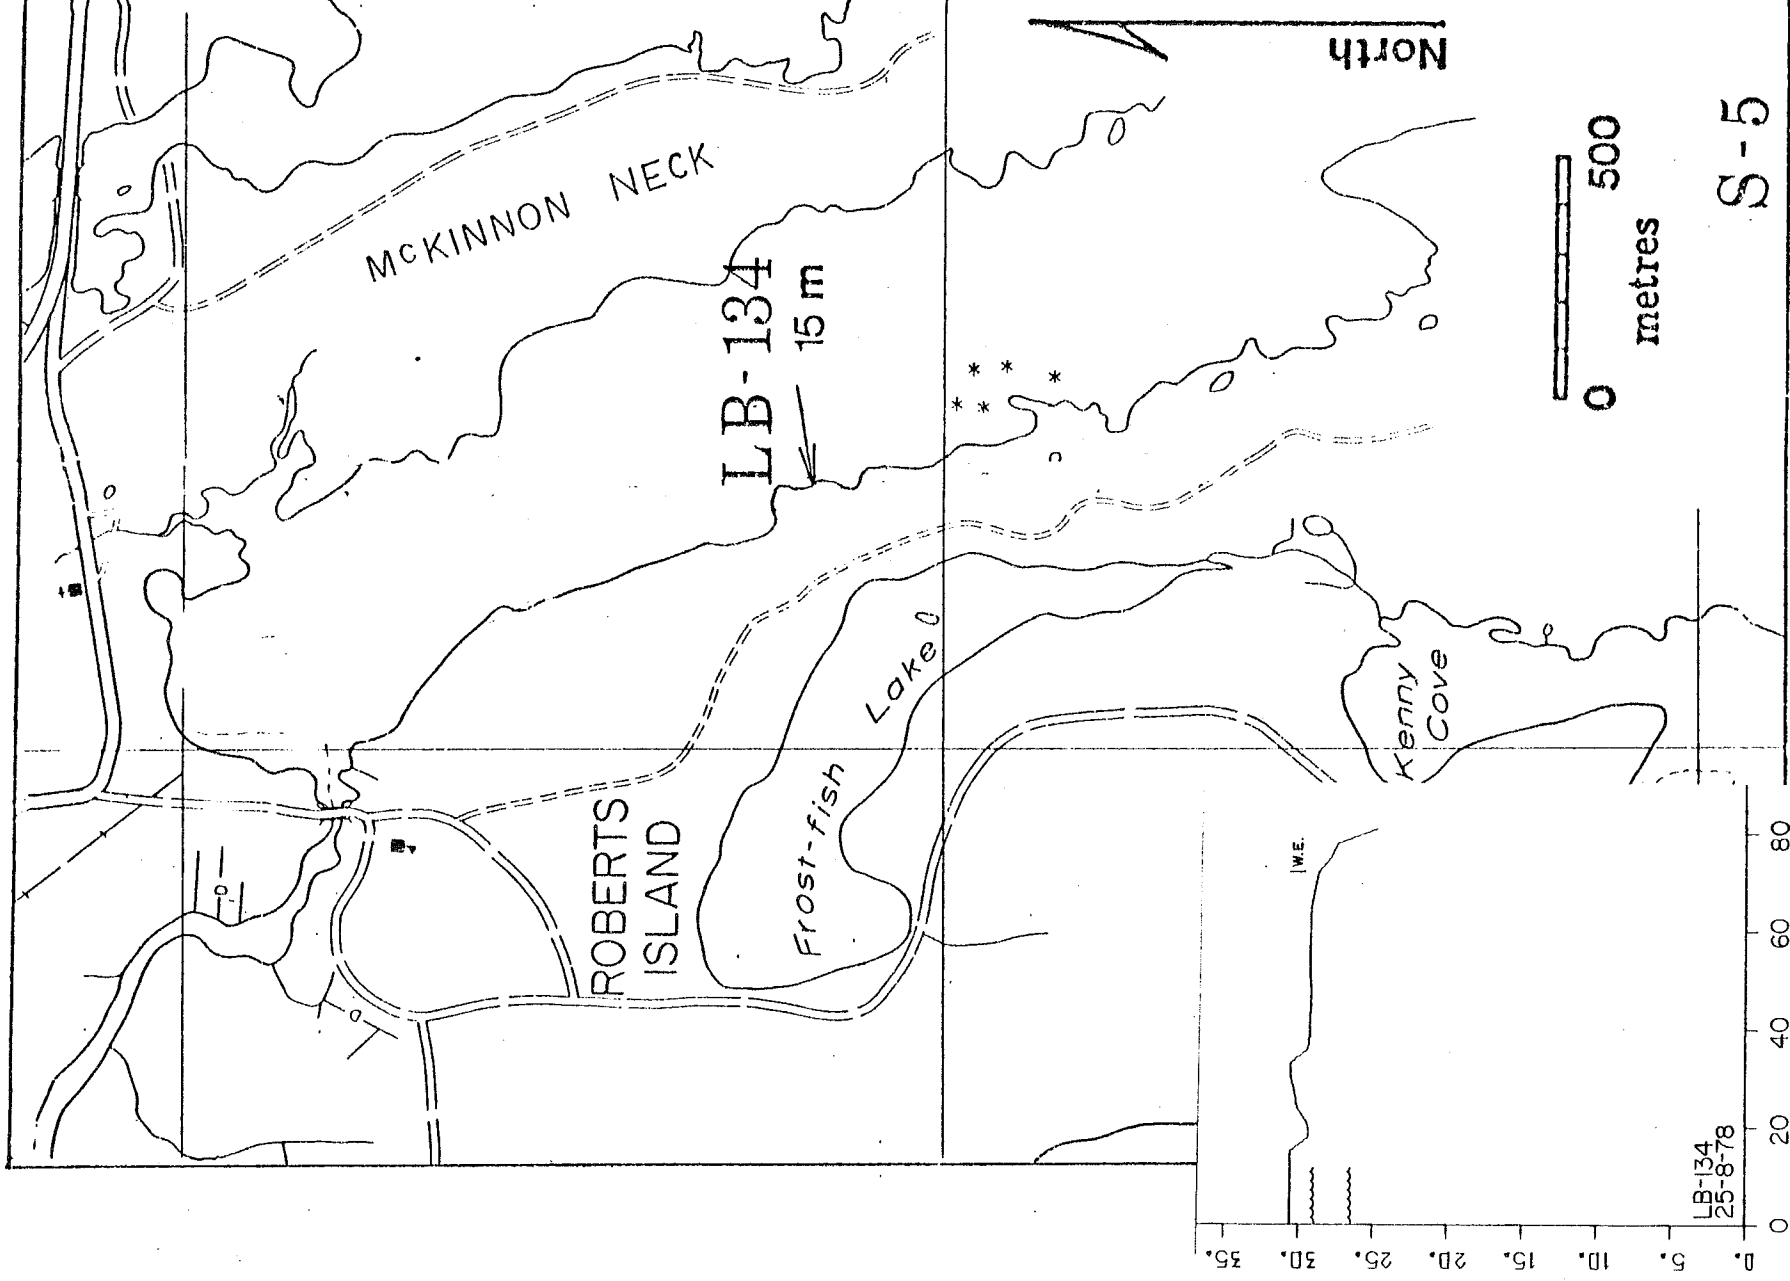 North
McKINNON NECK
LB-134
15 m
0 500
metres
S-5
Frost-fish Lake
Kenny
Cove
ROBERTS
ISLAND
W.E.
35.
30.
25.
20.
15.
10.
5.
0.
LB-134
25-8-78
0 20 40 60 80